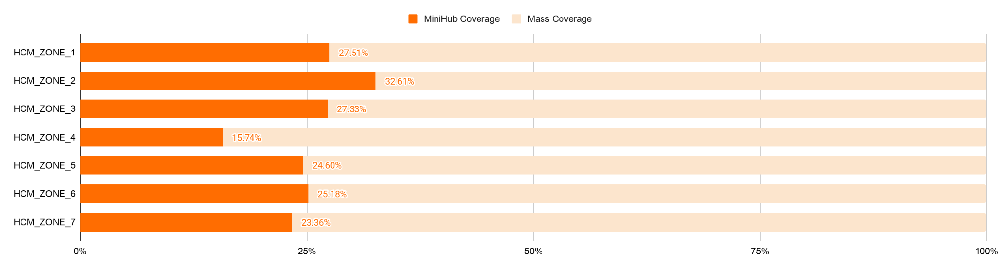 MiniHub Coverage Mass Coverage
HCM_ZONE_1 27.51%
HCM_ZONE_2 32.61%
HCM_ZONE_3 27.33%
HCM_ZONE_4 15.74%
HCM_ZONE_5 24.60%
HCM_ZONE_6 25.18%
HCM_ZONE_7 23.36%
0% 25% 50% 75% 100%